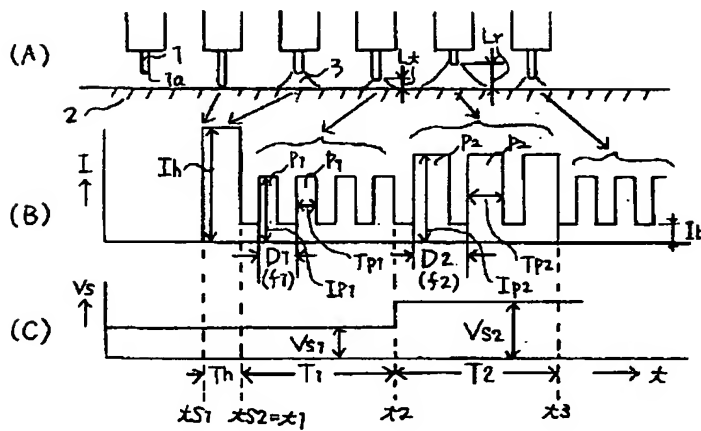 (A)
1
1a
3
Lt
Lr
2
Ih
P1 P1
P2 P2
I
(B)
Ib
D1
(f1)
Ip1
Tp1
D2
(f2)
Ip2
Tp2
Vs
(C)
Vs1
Vs2
Th T1 T2 t
ts1 ts2=t1 t2 t3